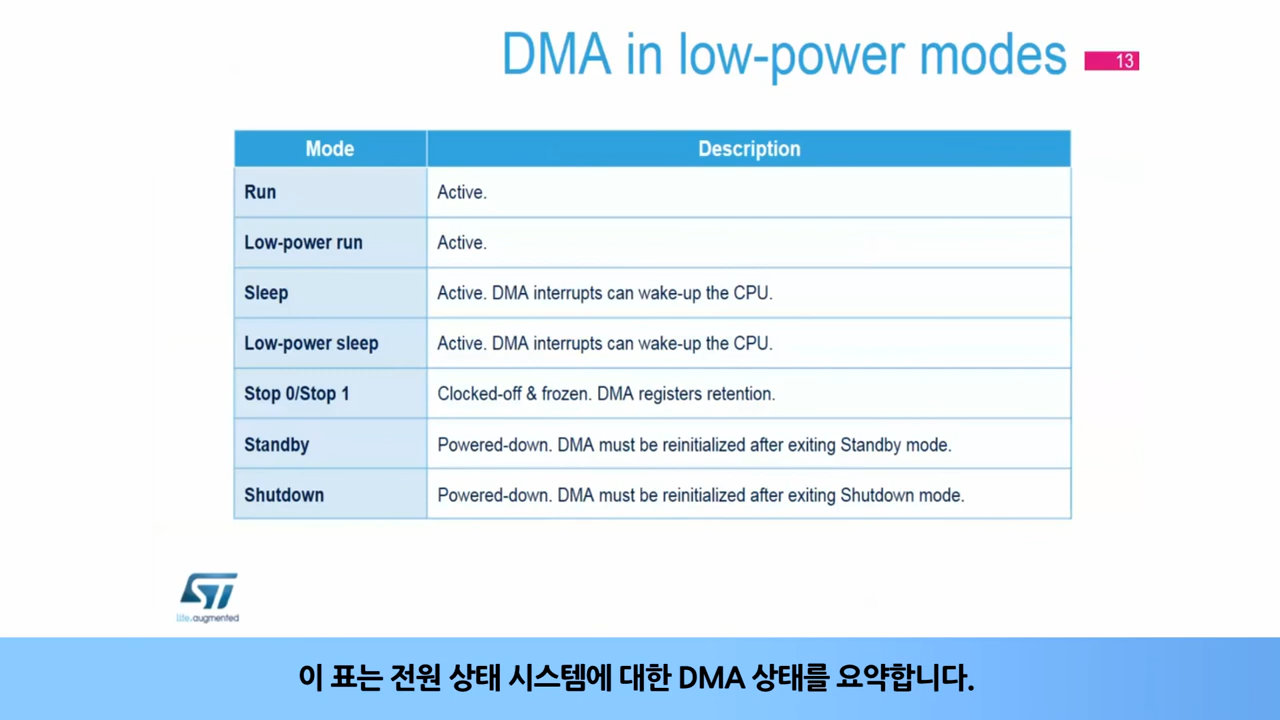 DMA in low-power modes
13
Mode Description
Run Active.
Low-power run Active.
Sleep Active. DMA interrupts can wake-up the CPU.
Low-power sleep Active. DMA interrupts can wake-up the CPU.
Stop 0/Stop 1 Clocked-off & frozen. DMA registers retention.
Standby Powered-down. DMA must be reinitialized after exiting Standby mode.
Shutdown Powered-down. DMA must be reinitialized after exiting Shutdown mode.
ST
life.augmented
이 표는 전원 상태 시스템에 대한 DMA 상태를 요약합니다.